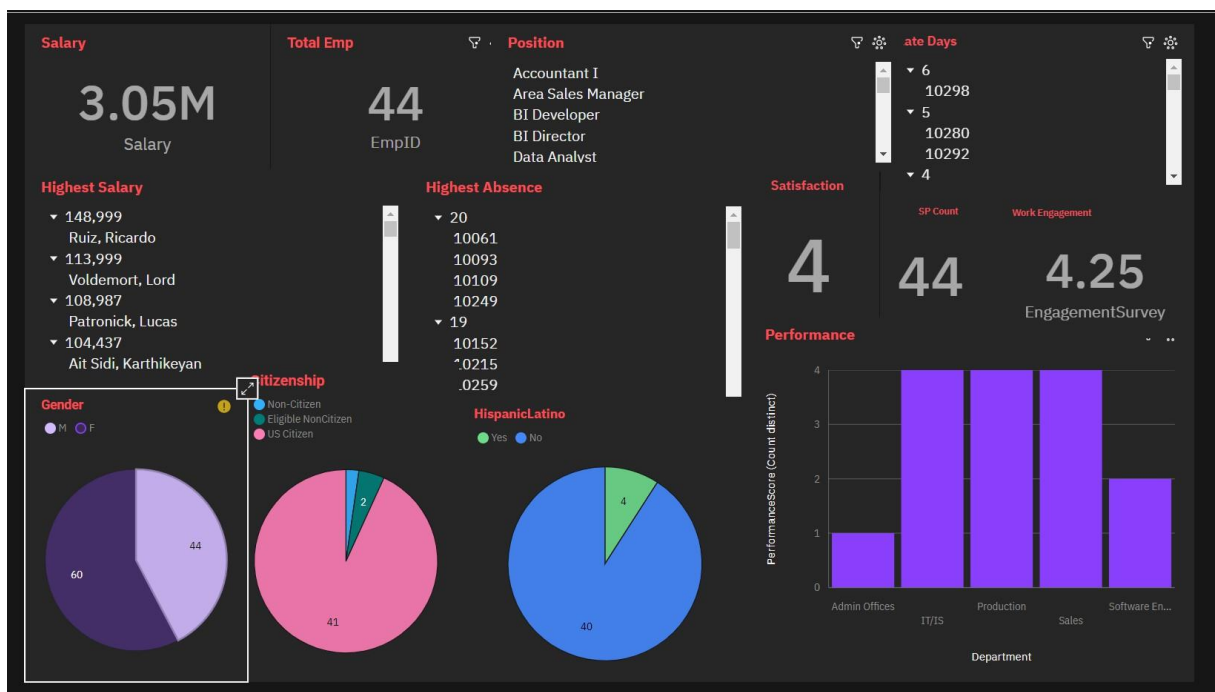 Salary
3.05M
Salary
Total Emp
44
EmpID
Position
Accountant I
Area Sales Manager
BI Developer
BI Director
Data Analyst
ate Days
6
10298
5
10280
10292
4
Highest Salary
148,999
Ruiz, Ricardo
113,999
Voldemort, Lord
108,987
Patronick, Lucas
104,437
Ait Sidi, Karthikeyan
Highest Absence
20
10061
10093
10109
10249
19
10152
0215
0259
Satisfaction
4
SP Count
44
Work Engagement
4.25
EngagementSurvey
Gender
M F
44
60
Citizenship
Non-Citizen
Eligible NonCitizen
US Citizen
2
41
HispanicLatino
Yes No
4
40
Performance
PerformanceScore (Count distinct)
4
3
2
1
0
Admin Offices
IT/IS
Production
Sales
Software En...
Department